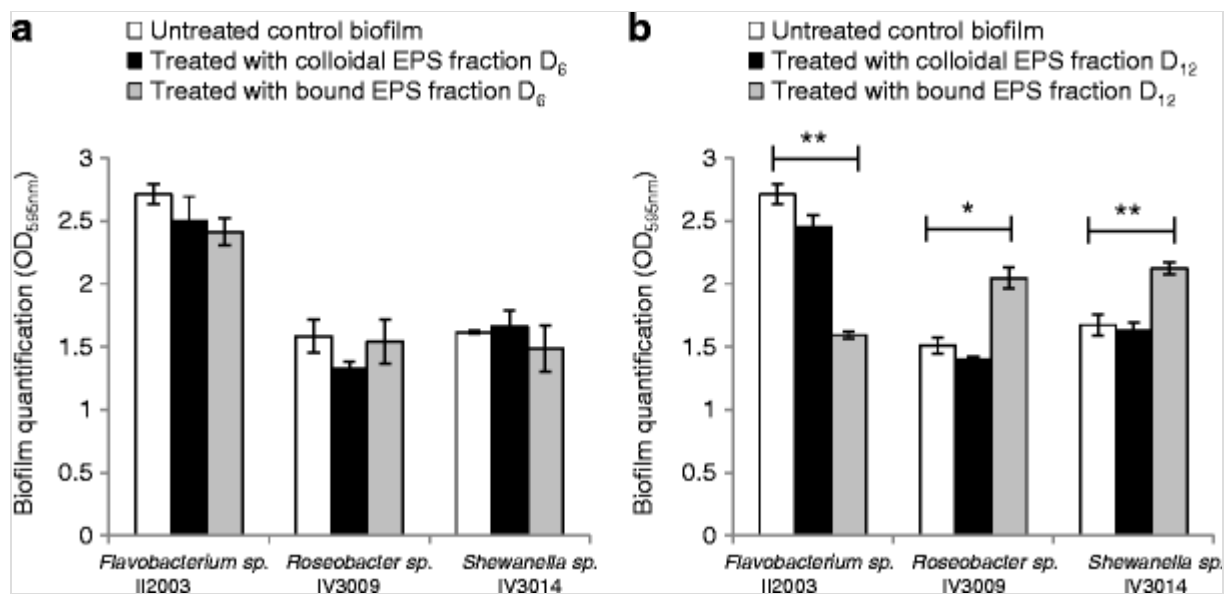 a
Untreated control biofilm
Treated with colloidal EPS fraction D₆
Treated with bound EPS fraction D₆
Biofilm quantification (OD₅₉₅ₙₘ)
3
2.5
2
1.5
1
0.5
0
Flavobacterium sp. Roseobacter sp. Shewanella sp.
II2003 IV3009 IV3014
b
Untreated control biofilm
Treated with colloidal EPS fraction D₁₂
Treated with bound EPS fraction D₁₂
Biofilm quantification (OD₅₉₅ₙₘ)
3
2.5
2
1.5
1
0.5
0
**
*
**
Flavobacterium sp. Roseobacter sp. Shewanella sp.
II2003 IV3009 IV3014